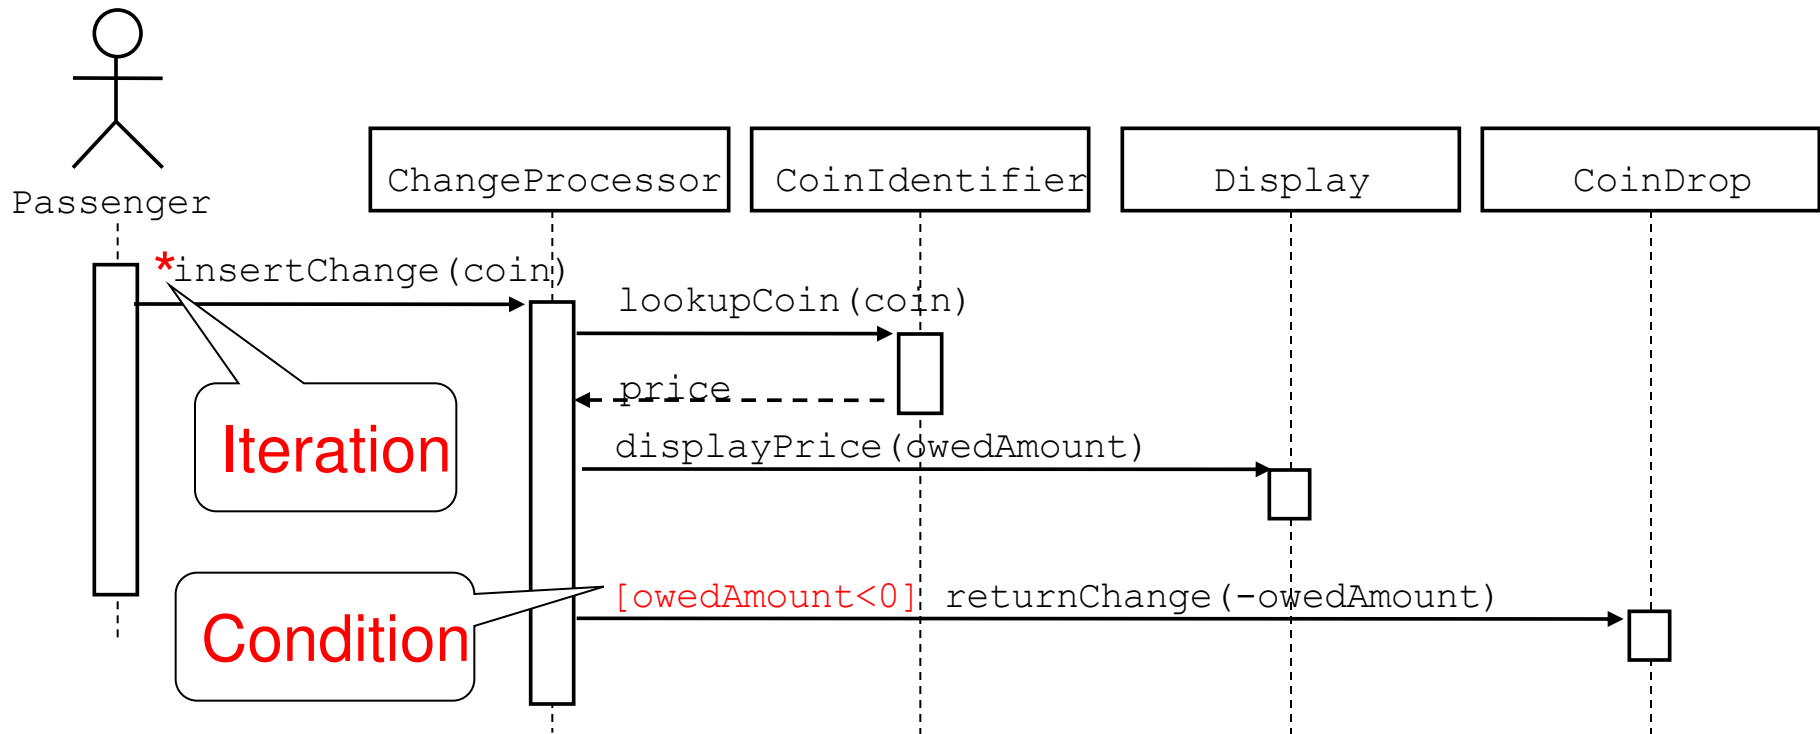 Passenger
ChangeProcessor
CoinIdentifier
Display
CoinDrop
*insertChange(coin)
lookupCoin(coin)
price
Iteration
displayPrice(owedAmount)
[owedAmount<0] returnChange(-owedAmount)
Condition